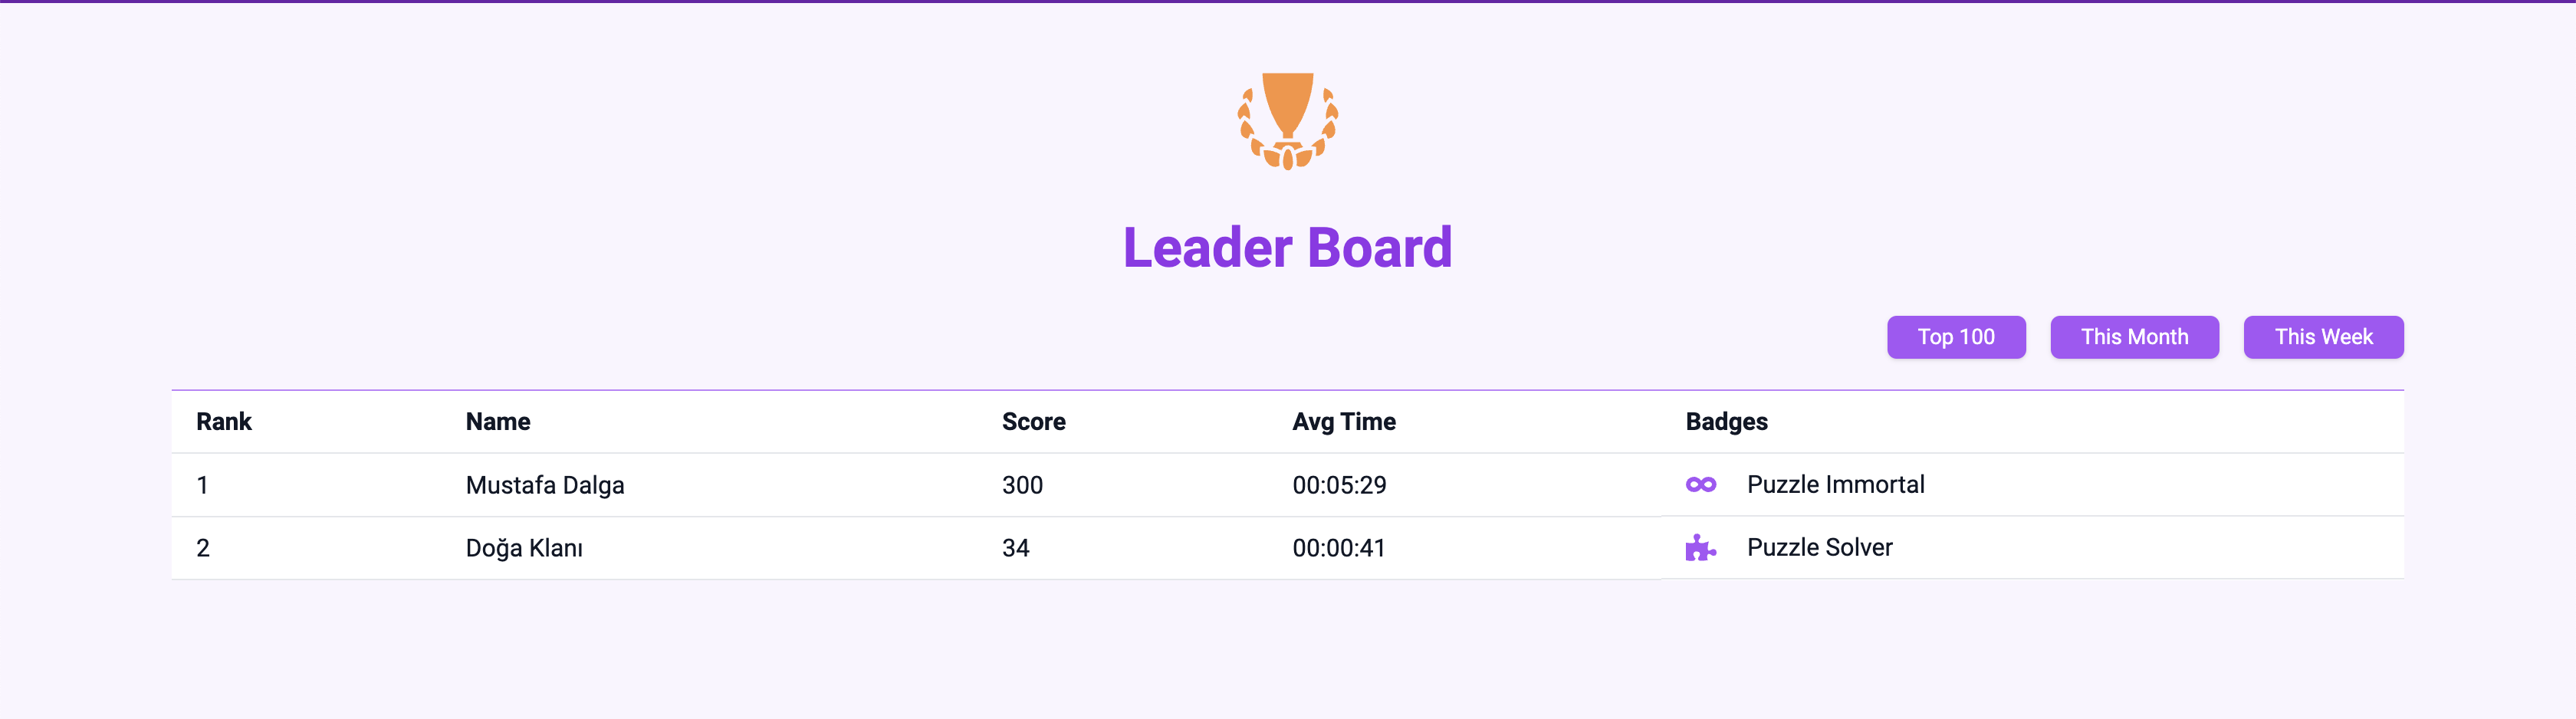 Leader Board
Top 100 This Month This Week
Rank Name Score Avg Time Badges
1 Mustafa Dalga 300 00:05:29 Puzzle Immortal
2 Doğa Klanı 34 00:00:41 Puzzle Solver